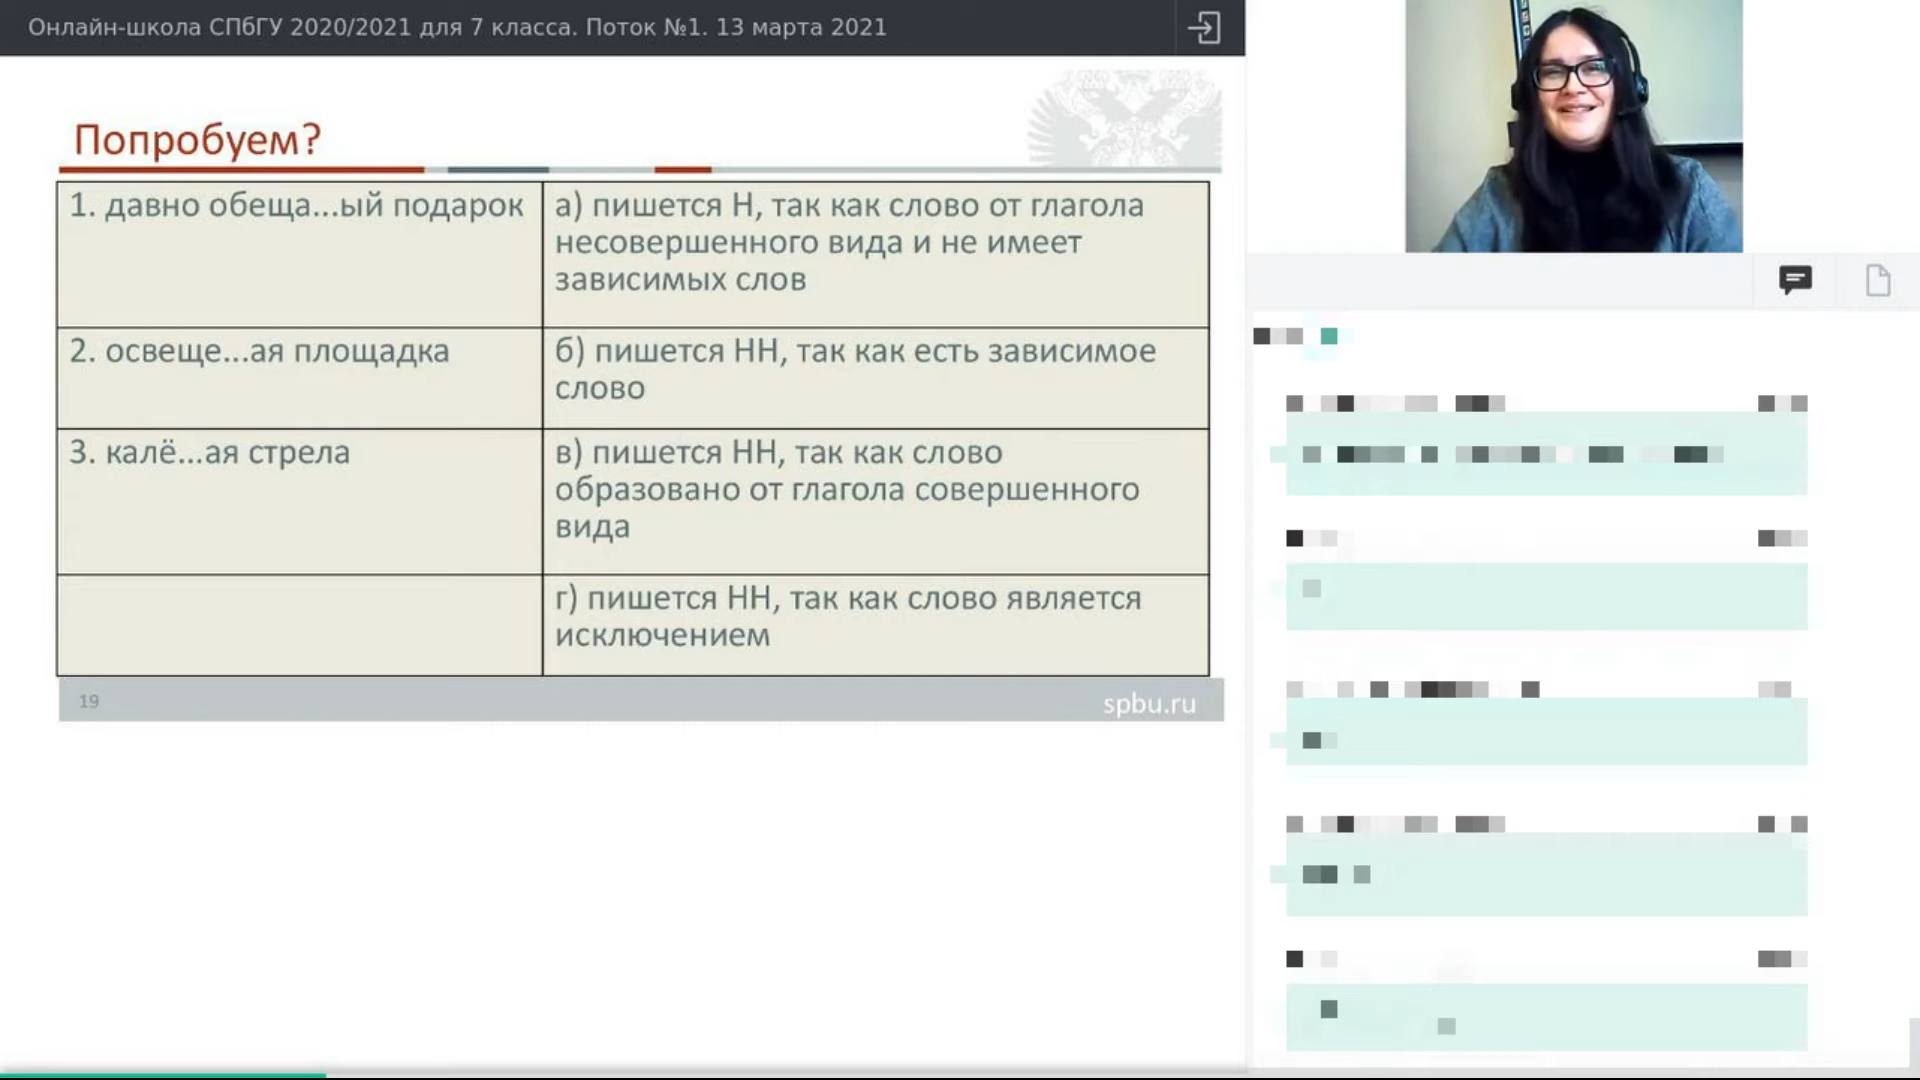 Онлайн-школа СПбГУ 2020/2021 для 7 класса. Поток №1. 13 марта 2021
Попробуем?
1. давно обеща...ый подарок
а) пишется Н, так как слово от глагола
несовершенного вида и не имеет
зависимых слов
2. освеще...ая площадка
б) пишется НН, так как есть зависимое
слово
3. калё...ая стрела
в) пишется НН, так как слово
образовано от глагола совершенного
вида
г) пишется НН, так как слово является
исключением
19
spbu.ru